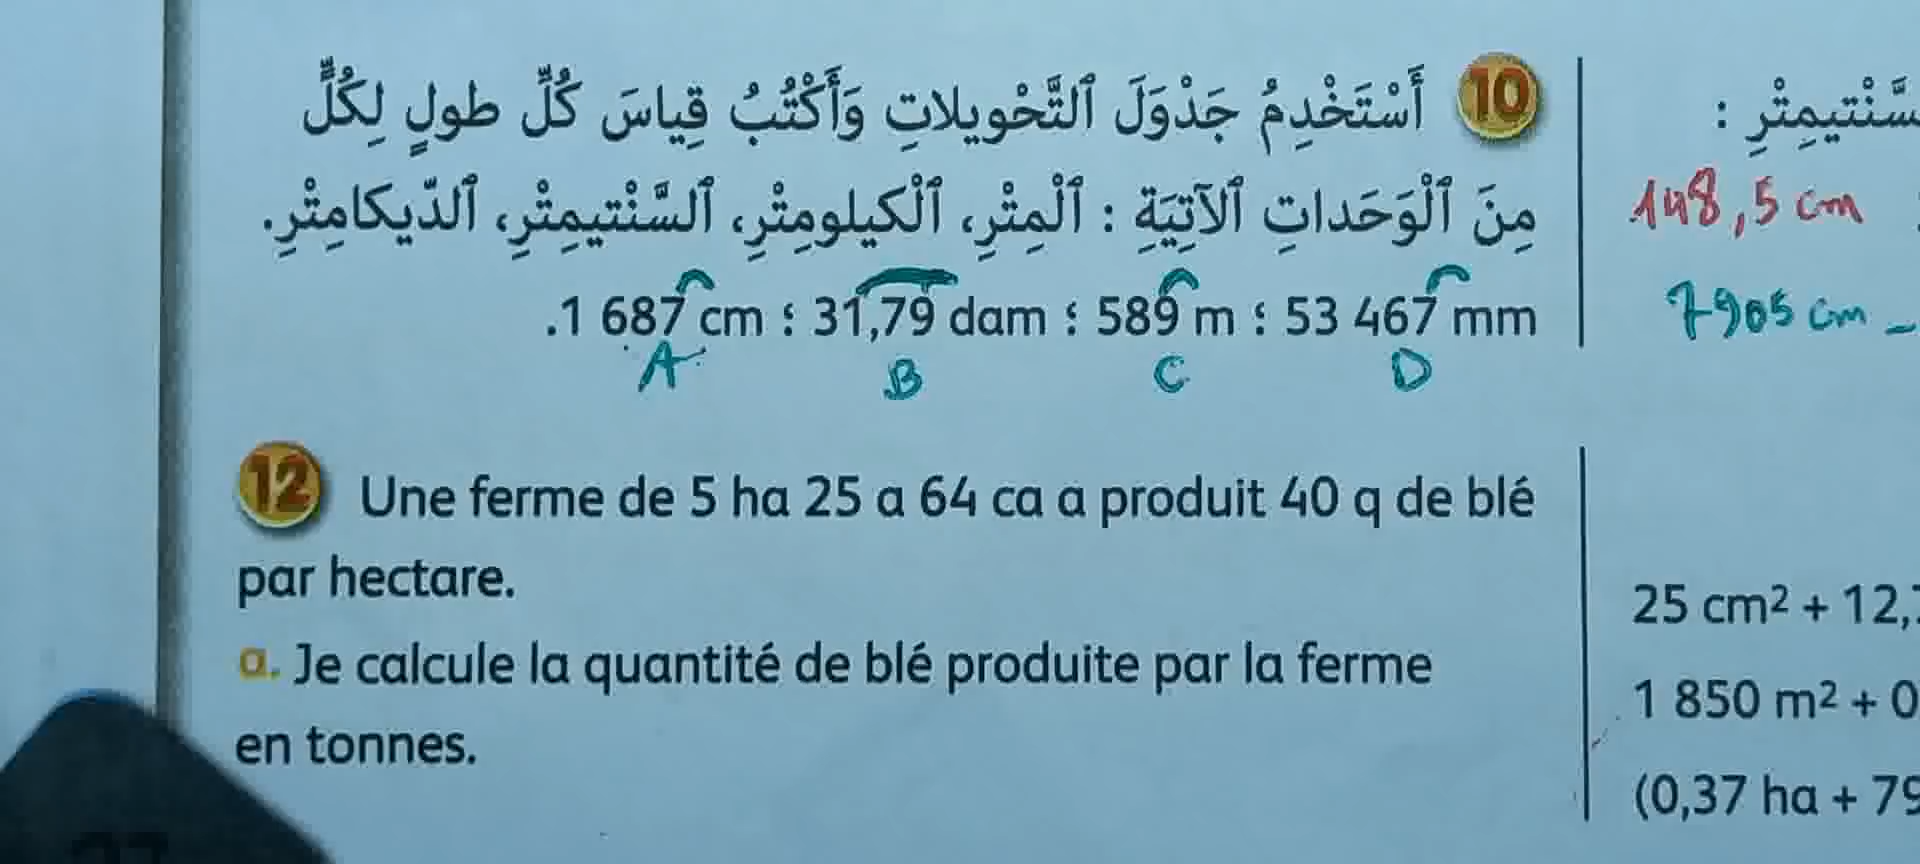 10 أَسْتَخْدِمُ جَدْوَلَ ٱلتَّحْويلاتِ وَأَكْتُبُ قِياسَ كُلِّ طولٍ لِكُلٍّ
مِنَ ٱلْوَحَداتِ ٱلآتِيَةِ : ٱلْمِتْرِ، ٱلْكيلومِتْرِ، ٱلسَّنْتيمِتْرِ، ٱلدّيكامِتْرِ.
.1 687 cm ؛ 31,79 dam ؛ 589 m ؛ 53 467 mm
A B C D
12 Une ferme de 5 ha 25 a 64 ca a produit 40 q de blé
par hectare.
a. Je calcule la quantité de blé produite par la ferme
en tonnes.
سَّنْتيمِتْرِ :
148,5 cm
7905 cm
25 cm² + 12,
1 850 m² + 0
(0,37 ha + 79